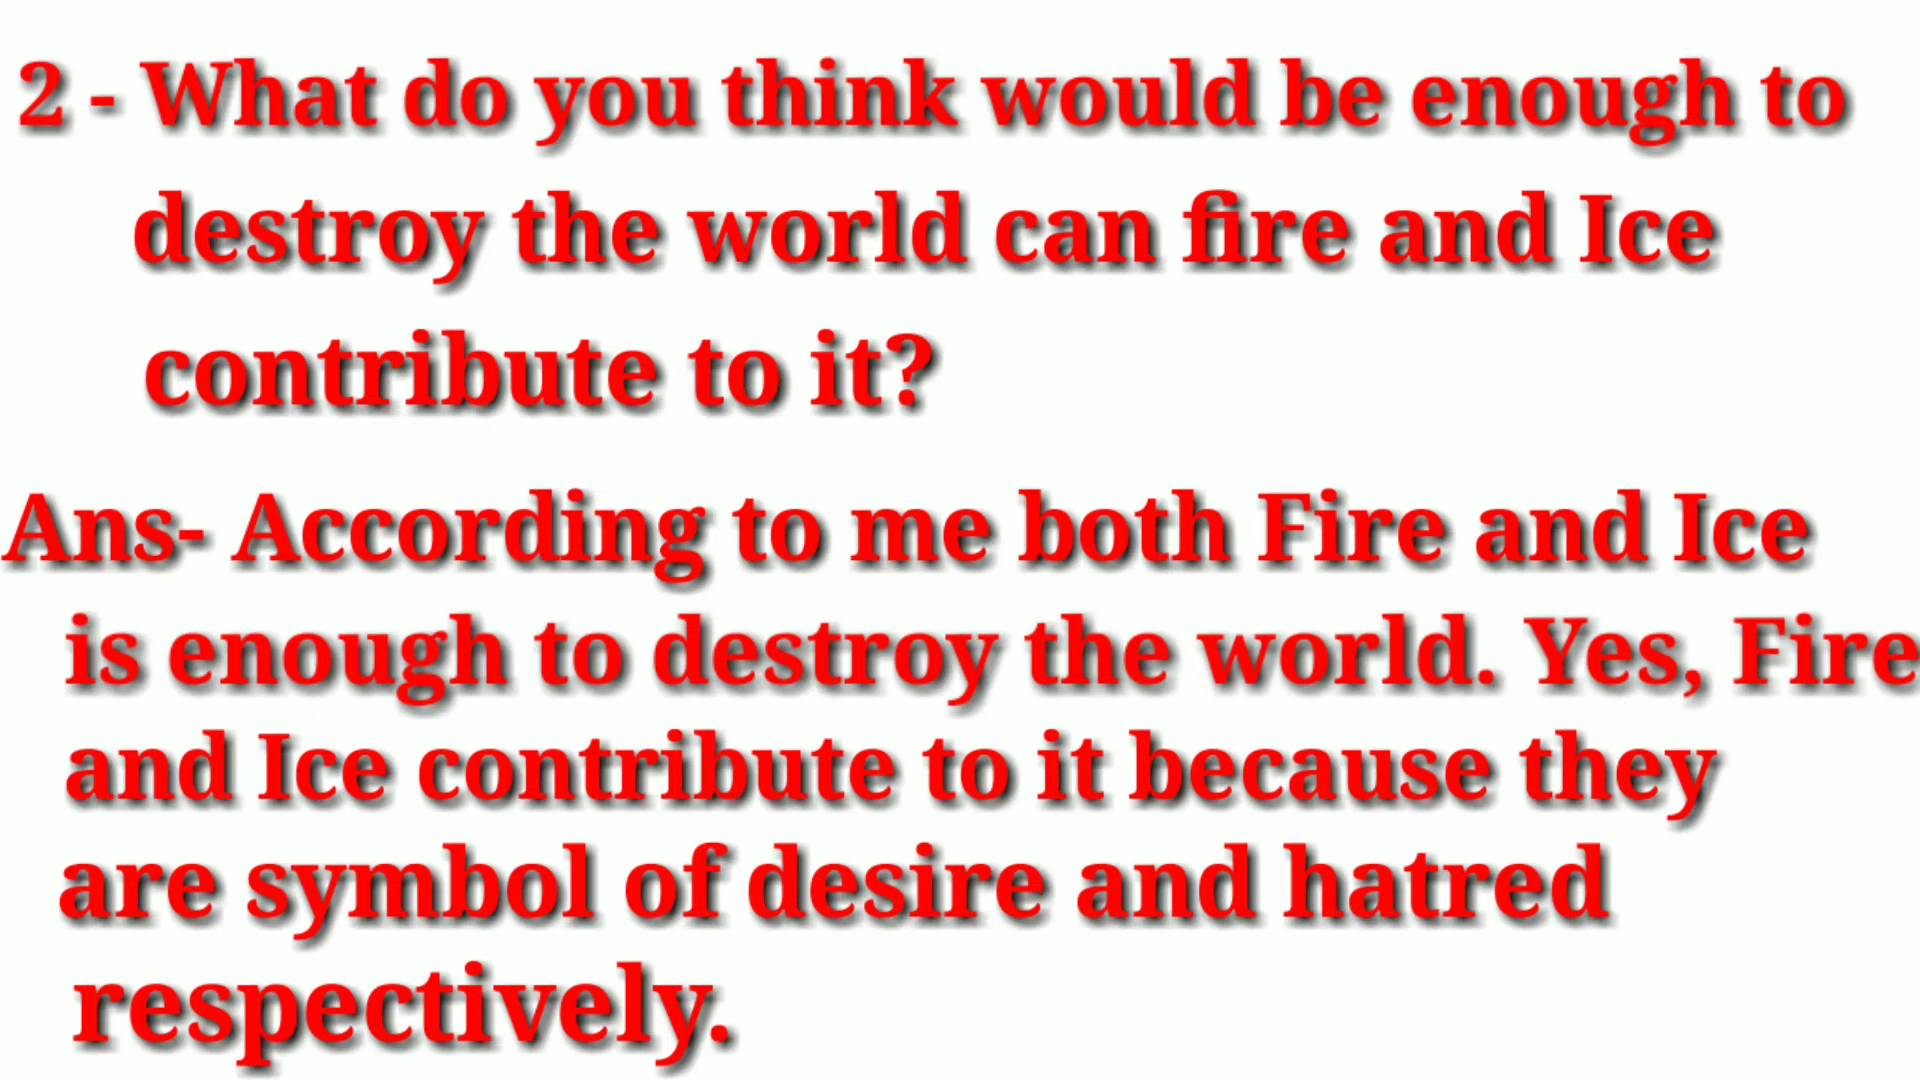 2 - What do you think would be enough to
destroy the world can fire and Ice
contribute to it?
Ans- According to me both Fire and Ice
is enough to destroy the world. Yes, Fire
and Ice contribute to it because they
are symbol of desire and hatred
respectively.